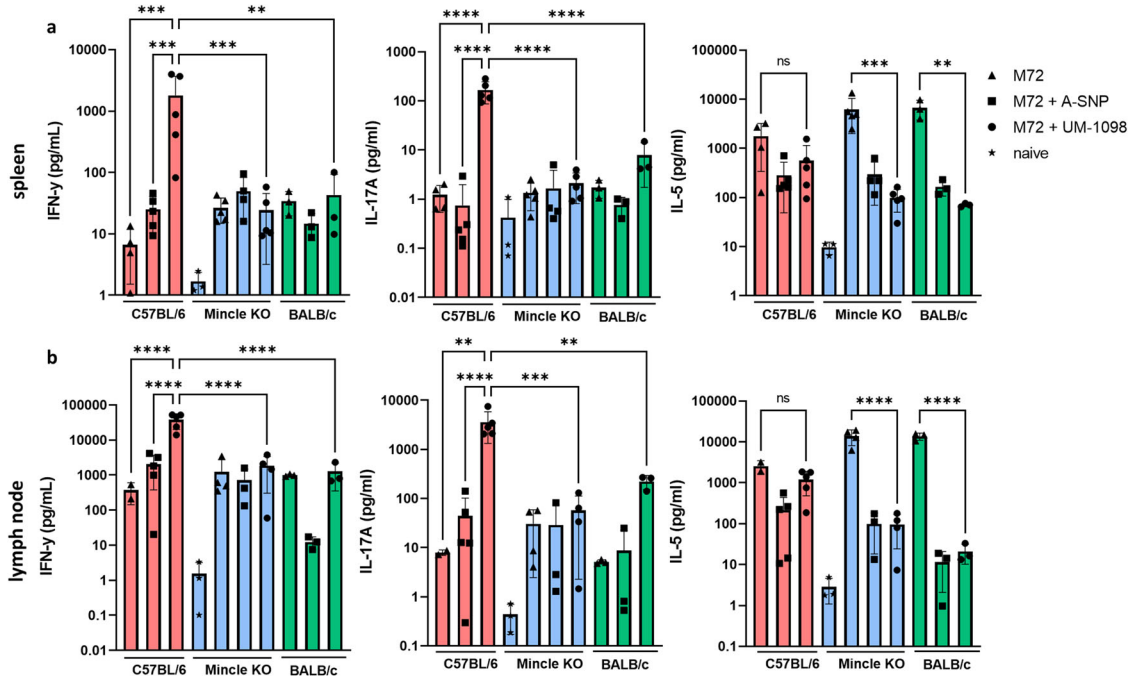 a
spleen
IFN-y (pg/mL)
10000
1000
100
10
1
***
**
***
***
C57BL/6
Mincle KO
BALB/c
IL-17A (pg/ml)
1000
100
10
1
0.1
0.01
****
****
****
****
C57BL/6
Mincle KO
BALB/c
IL-5 (pg/ml)
10000
1000
100
10
1
ns
***
**
C57BL/6
Mincle KO
BALB/c
M72
M72 + A-SNP
M72 + UM-1098
naive
b
lymph node
IFN-y (pg/mL)
100000
10000
1000
100
10
1
0.1
0.01
****
****
****
****
C57BL/6
Mincle KO
BALB/c
IL-17A (pg/ml)
10000
1000
100
10
1
0.1
**
**
****
***
C57BL/6
Mincle KO
BALB/c
IL-5 (pg/ml)
100000
10000
1000
100
10
1
0.1
ns
****
****
C57BL/6
Mincle KO
BALB/c